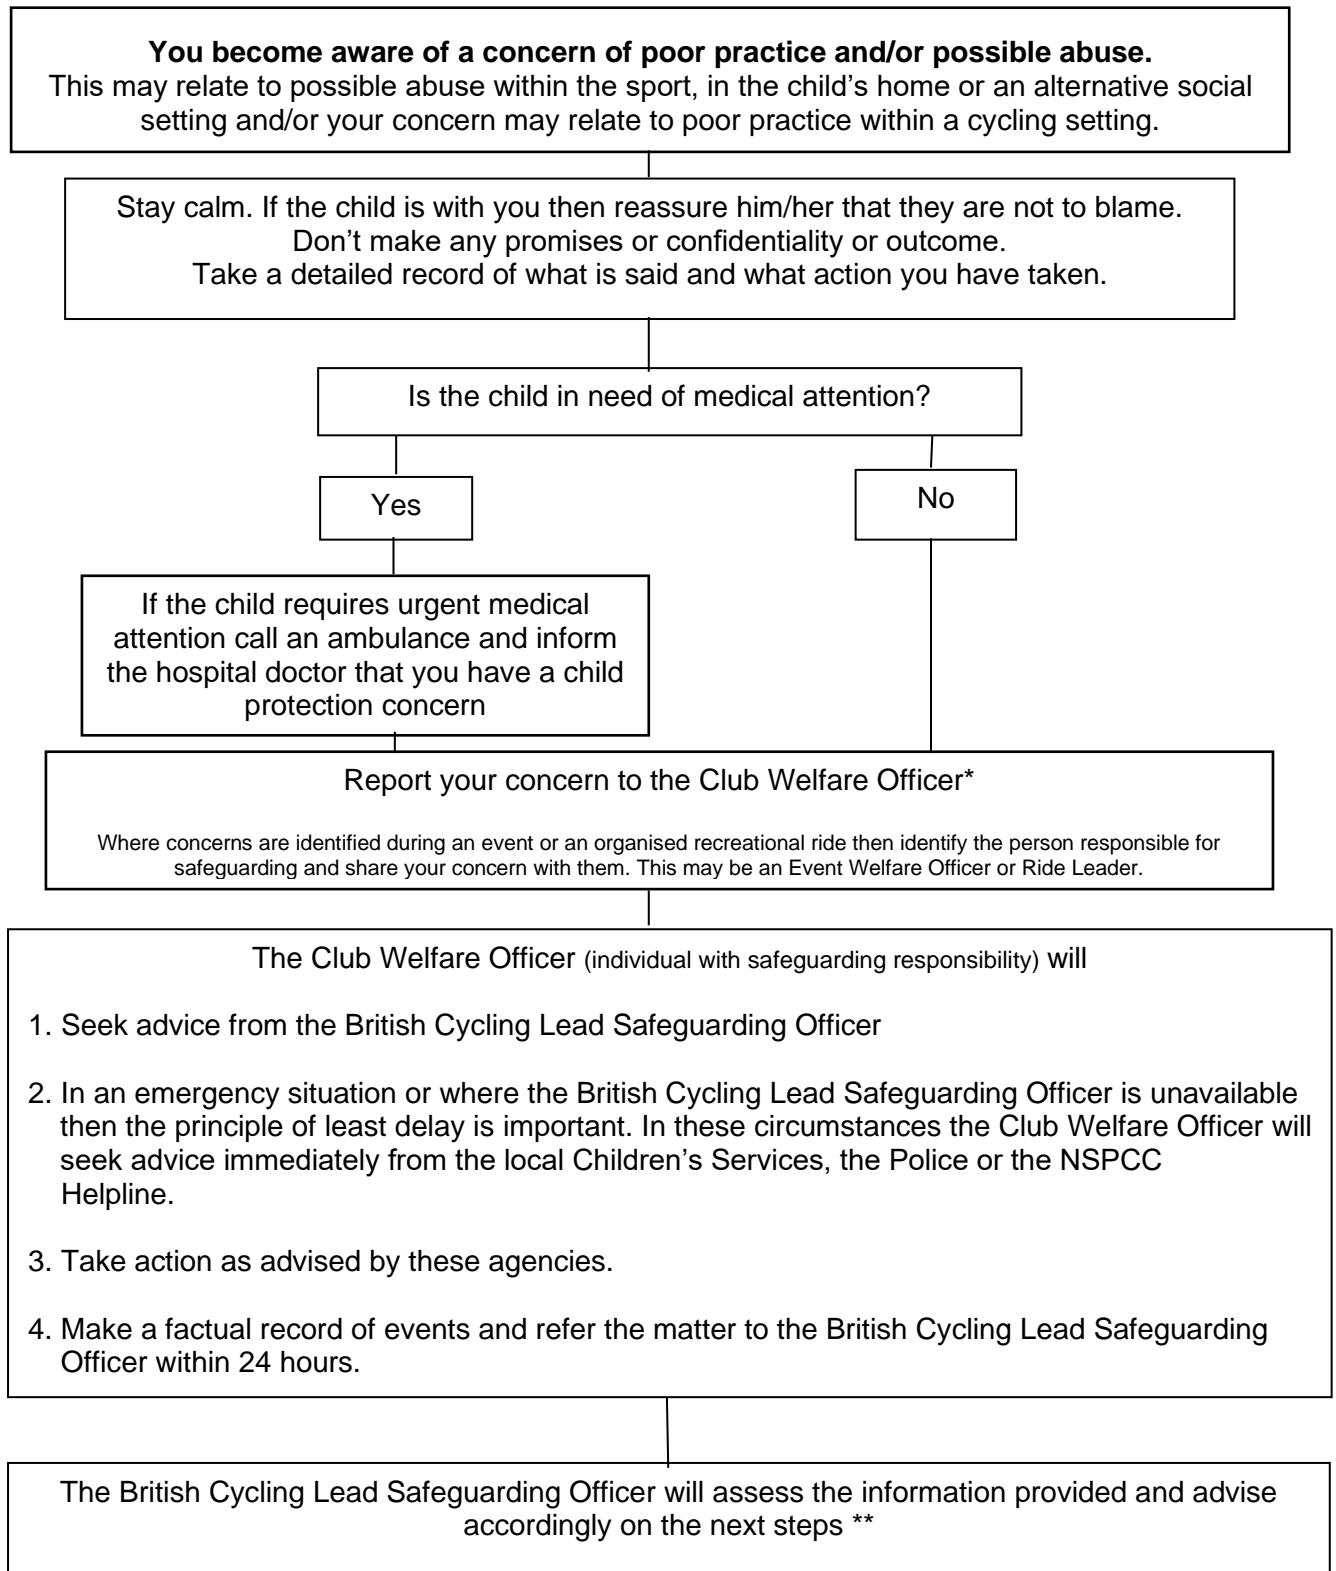 You become aware of a concern of poor practice and/or possible abuse.
This may relate to possible abuse within the sport, in the child’s home or an alternative social
setting and/or your concern may relate to poor practice within a cycling setting.
Stay calm. If the child is with you then reassure him/her that they are not to blame.
Don’t make any promises or confidentiality or outcome.
Take a detailed record of what is said and what action you have taken.
Is the child in need of medical attention?
Yes
No
If the child requires urgent medical
attention call an ambulance and inform
the hospital doctor that you have a child
protection concern
Report your concern to the Club Welfare Officer*
Where concerns are identified during an event or an organised recreational ride then identify the person responsible for
safeguarding and share your concern with them. This may be an Event Welfare Officer or Ride Leader.
The Club Welfare Officer (individual with safeguarding responsibility) will
1. Seek advice from the British Cycling Lead Safeguarding Officer
2. In an emergency situation or where the British Cycling Lead Safeguarding Officer is unavailable
then the principle of least delay is important. In these circumstances the Club Welfare Officer will
seek advice immediately from the local Children’s Services, the Police or the NSPCC
Helpline.
3. Take action as advised by these agencies.
4. Make a factual record of events and refer the matter to the British Cycling Lead Safeguarding
Officer within 24 hours.
The British Cycling Lead Safeguarding Officer will assess the information provided and advise
accordingly on the next steps **